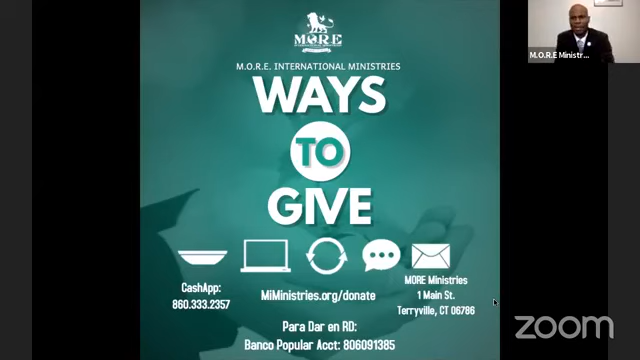 M.O.R.E
M.O.R.E. INTERNATIONAL MINISTRIES
WAYS
TO
GIVE
CashApp:
860.333.2357
MiMinistries.org/donate
MORE Ministries
1 Main St.
Terryville, CT 06786
Para Dar en RD:
Banco Popular Acct: 806091385
M.O.R.E Ministr...
zoom